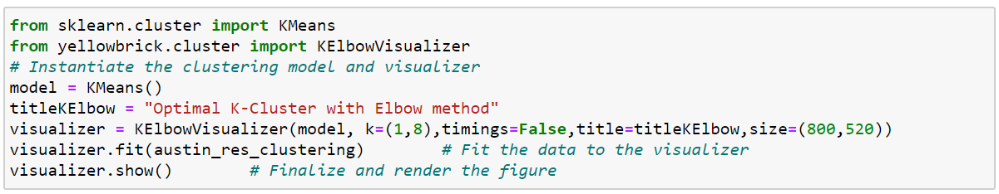 from sklearn.cluster import KMeans
from yellowbrick.cluster import KElbowVisualizer
# Instantiate the clustering model and visualizer
model = KMeans()
titleKElbow = "Optimal K-Cluster with Elbow method"
visualizer = KElbowVisualizer(model, k=(1,8),timings=False,title=titleKElbow,size=(800,520))
visualizer.fit(austin_res_clustering)        # Fit the data to the visualizer
visualizer.show()        # Finalize and render the figure